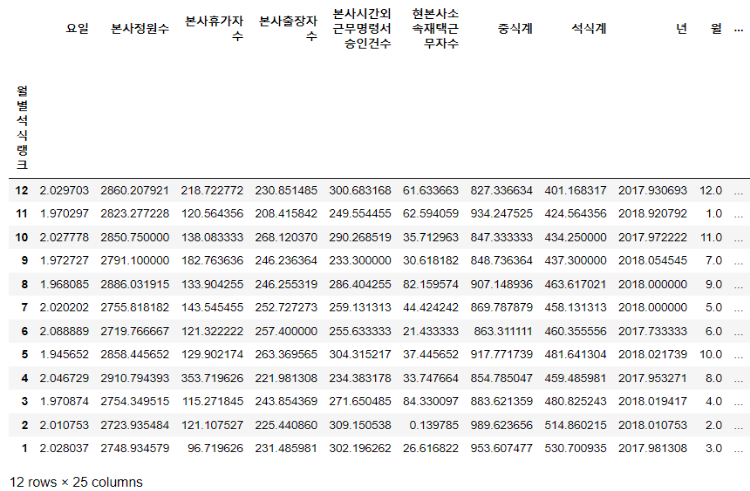 요일 본사정원수 본사휴가자수 본사출장자수 본사시간외근무명령서승인건수 현본사소속재택근무자수 중식계 석식계 년 월 ...
월별석식랭크
12 2.029703 2860.207921 218.722772 230.851485 300.683168 61.633663 827.336634 401.168317 2017.930693 12.0 ...
11 1.970297 2823.277228 120.564356 208.415842 249.554455 62.594059 934.247525 424.564356 2018.920792 1.0 ...
10 2.027778 2850.750000 138.083333 268.120370 290.268519 35.712963 847.333333 434.250000 2017.972222 11.0 ...
9 1.972727 2791.100000 182.763636 246.236364 233.300000 30.618182 848.736364 437.300000 2018.054545 7.0 ...
8 1.968085 2886.031915 133.904255 246.255319 286.404255 82.159574 907.148936 463.617021 2018.000000 9.0 ...
7 2.020202 2755.818182 143.545455 252.727273 259.131313 44.424242 869.787879 458.131313 2018.000000 5.0 ...
6 2.088889 2719.766667 121.322222 257.400000 255.633333 21.433333 863.311111 460.355556 2017.733333 6.0 ...
5 1.945652 2858.445652 129.902174 263.369565 304.315217 37.445652 917.771739 481.641304 2018.021739 10.0 ...
4 2.046729 2910.794393 353.719626 221.981308 234.383178 33.747664 854.785047 459.485981 2017.953271 8.0 ...
3 1.970874 2754.349515 115.271845 243.854369 271.650485 84.330097 883.621359 480.825243 2018.019417 4.0 ...
2 2.010753 2723.935484 121.107527 225.440860 309.150538 0.139785 989.623656 514.860215 2018.010753 2.0 ...
1 2.028037 2748.934579 96.719626 231.485981 302.196262 26.616822 953.607477 530.700935 2017.981308 3.0 ...
12 rows × 25 columns